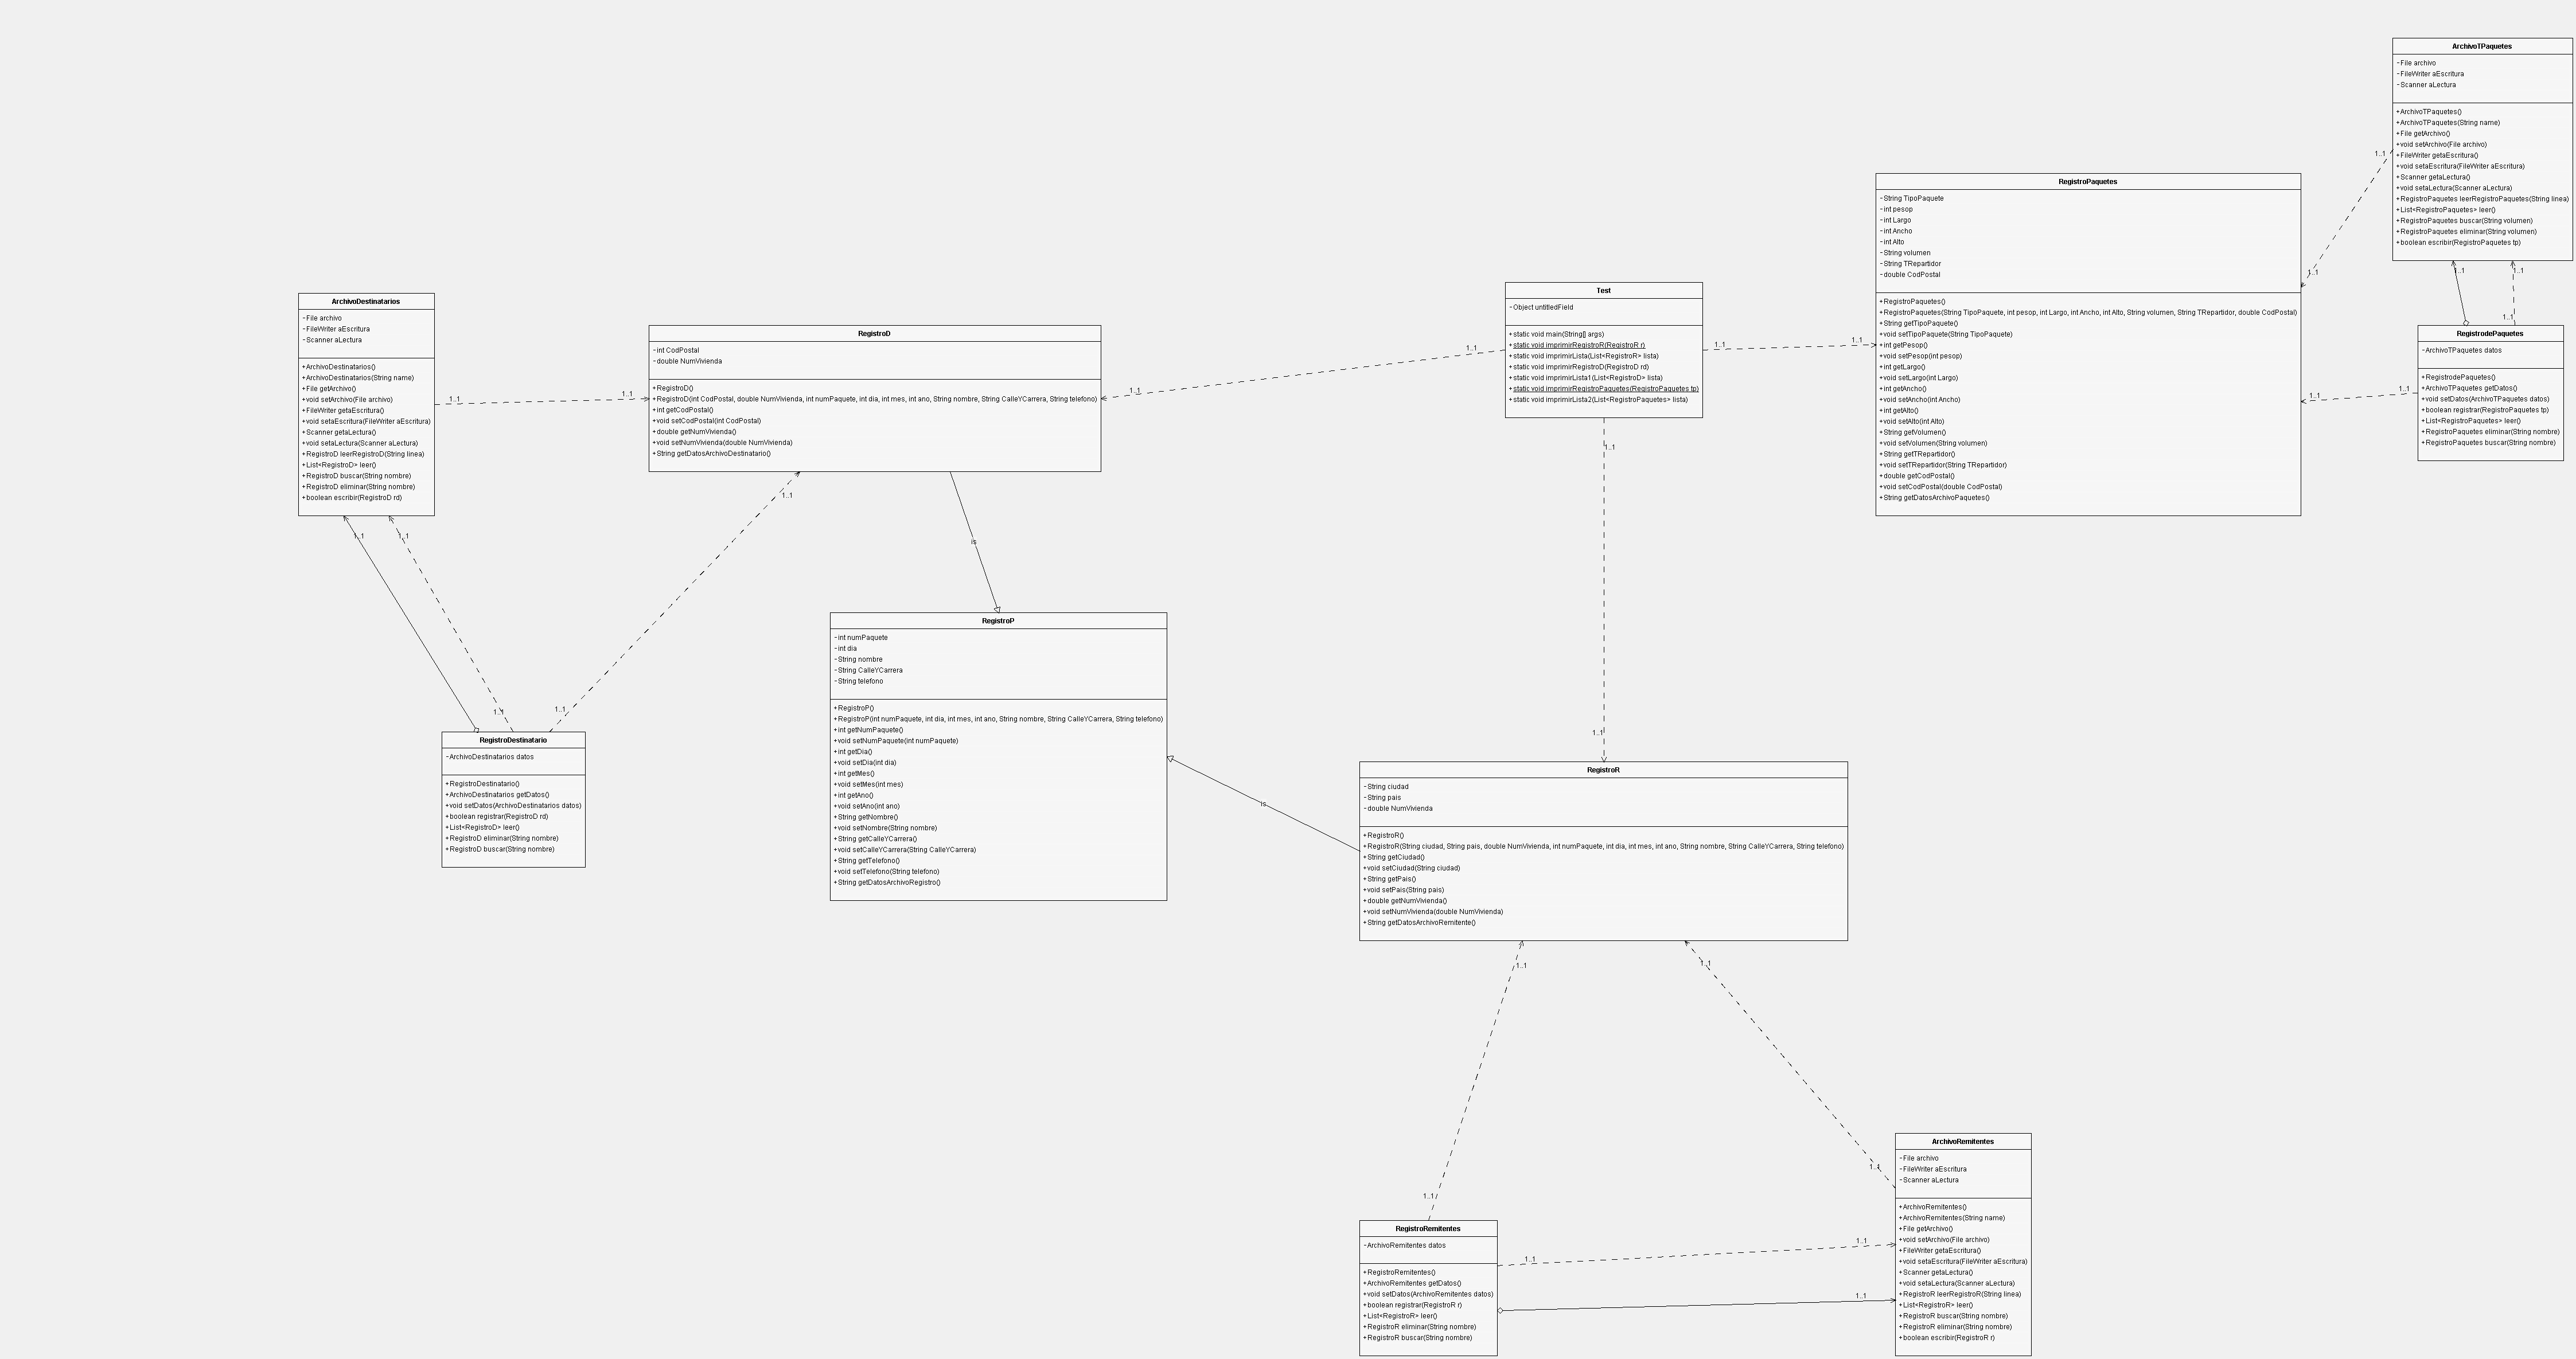 ArchivoTPaquetes
-File archivo
-FileWriter aEscritura
-Scanner aLectura
+ArchivoTPaquetes()
+ArchivoTPaquetes(String name)
+File getArchivo()
+void setArchivo(File archivo)
+FileWriter getaEscritura()
+void setaEscritura(FileWriter aEscritura)
+Scanner getaLectura()
+void setaLectura(Scanner aLectura)
+RegistroPaquetes leerRegistroPaquetes(String linea)
+List<RegistroPaquetes> leer()
+RegistroPaquetes buscar(String volumen)
+RegistroPaquetes eliminar(String volumen)
+boolean escribir(RegistroPaquetes tp)
1..1
1..1
1..1
1..1
1..1
RegistroPaquetes
-String TipoPaquete
-int pesop
-int Largo
-int Ancho
-int Alto
-String volumen
-String TRepartidor
-double CodPostal
+RegistroPaquetes()
+RegistroPaquetes(String TipoPaquete, int pesop, int Largo, int Ancho, int Alto, String volumen, String TRepartidor, double CodPostal)
+String getTipoPaquete()
+void setTipoPaquete(String TipoPaquete)
+int getPesop()
+void setPesop(int pesop)
+int getLargo()
+void setLargo(int Largo)
+int getAncho()
+void setAncho(int Ancho)
+int getAlto()
+void setAlto(int Alto)
+String getVolumen()
+void setVolumen(String volumen)
+String getTRepartidor()
+void setTRepartidor(String TRepartidor)
+double getCodPostal()
+void setCodPostal(double CodPostal)
+String getDatosArchivoPaquetes()
RegistrodePaquetes
-ArchivoTPaquetes datos
+RegistrodePaquetes()
+ArchivoTPaquetes getDatos()
+void setDatos(ArchivoTPaquetes datos)
+boolean registrar(RegistroPaquetes tp)
+List<RegistroPaquetes> leer()
+RegistroPaquetes eliminar(String nombre)
+RegistroPaquetes buscar(String nombre)
1..1
1..1
Test
-Object untitledField
+static void main(String[] args)
+static void imprimirRegistroR(RegistroR r)
+static void imprimirLista(List<RegistroR> lista)
+static void imprimirRegistroD(RegistroD rd)
+static void imprimirLista1(List<RegistroD> lista)
+static void imprimirRegistroPaquetes(RegistroPaquetes tp)
+static void imprimirLista2(List<RegistroPaquetes> lista)
1..1
1..1
1..1
1..1
1..1
1..1
ArchivoDestinatarios
-File archivo
-FileWriter aEscritura
-Scanner aLectura
+ArchivoDestinatarios()
+ArchivoDestinatarios(String name)
+File getArchivo()
+void setArchivo(File archivo)
+FileWriter getaEscritura()
+void setaEscritura(FileWriter aEscritura)
+Scanner getaLectura()
+void setaLectura(Scanner aLectura)
+RegistroD leerRegistroD(String linea)
+List<RegistroD> leer()
+RegistroD buscar(String nombre)
+RegistroD eliminar(String nombre)
+boolean escribir(RegistroD rd)
1..1
1..1
RegistroD
-int CodPostal
-double NumVivienda
+RegistroD()
+RegistroD(int CodPostal, double NumVivienda, int numPaquete, int dia, int mes, int ano, String nombre, String CalleYCarrera, String telefono)
+int getCodPostal()
+void setCodPostal(int CodPostal)
+double getNumVivienda()
+void setNumVivienda(double NumVivienda)
+String getDatosArchivoDestinatario()
1..1
1..1
1..1
1..1
1..1
is
RegistroDestinatario
-ArchivoDestinatarios datos
+RegistroDestinatario()
+ArchivoDestinatarios getDatos()
+void setDatos(ArchivoDestinatarios datos)
+boolean registrar(RegistroD rd)
+List<RegistroD> leer()
+RegistroD eliminar(String nombre)
+RegistroD buscar(String nombre)
RegistroP
-int numPaquete
-int dia
-String nombre
-String CalleYCarrera
-String telefono
+RegistroP()
+RegistroP(int numPaquete, int dia, int mes, int ano, String nombre, String CalleYCarrera, String telefono)
+int getNumPaquete()
+void setNumPaquete(int numPaquete)
+int getDia()
+void setDia(int dia)
+int getMes()
+void setMes(int mes)
+int getAno()
+void setAno(int ano)
+String getNombre()
+void setNombre(String nombre)
+String getCalleYCarrera()
+void setCalleYCarrera(String CalleYCarrera)
+String getTelefono()
+void setTelefono(String telefono)
+String getDatosArchivoRegistro()
is
RegistroR
-String ciudad
-String pais
-double NumVivienda
+RegistroR()
+RegistroR(String ciudad, String pais, double NumVivienda, int numPaquete, int dia, int mes, int ano, String nombre, String CalleYCarrera, String telefono)
+String getCiudad()
+void setCiudad(String ciudad)
+String getPais()
+void setPais(String pais)
+double getNumVivienda()
+void setNumVivienda(double NumVivienda)
+String getDatosArchivoRemitente()
1..1
1..1
1..1
1..1
RegistroRemitentes
-ArchivoRemitentes datos
+RegistroRemitentes()
+ArchivoRemitentes getDatos()
+void setDatos(ArchivoRemitentes datos)
+boolean registrar(RegistroR r)
+List<RegistroR> leer()
+RegistroR eliminar(String nombre)
+RegistroR buscar(String nombre)
1..1
1..1
1..1
ArchivoRemitentes
-File archivo
-FileWriter aEscritura
-Scanner aLectura
+ArchivoRemitentes()
+ArchivoRemitentes(String name)
+File getArchivo()
+void setArchivo(File archivo)
+FileWriter getaEscritura()
+void setaEscritura(FileWriter aEscritura)
+Scanner getaLectura()
+void setaLectura(Scanner aLectura)
+RegistroR leerRegistroR(String linea)
+List<RegistroR> leer()
+RegistroR buscar(String nombre)
+RegistroR eliminar(String nombre)
+boolean escribir(RegistroR r)